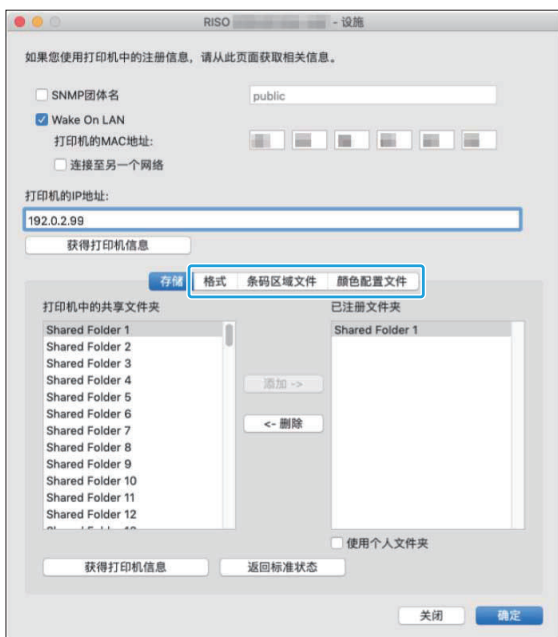 RISO - 设施
如果您使用打印机中的注册信息，请从此页面获取相关信息。
SNMP团体名
public
Wake On LAN
打印机的MAC地址:
连接至另一个网络
打印机的IP地址:
192.0.2.99
获得打印机信息
存储 格式 条码区域文件 颜色配置文件
打印机中的共享文件夹 已注册文件夹
Shared Folder 1 Shared Folder 1
Shared Folder 2
Shared Folder 3
Shared Folder 4
添加 ->
Shared Folder 5
Shared Folder 6
<- 删除
Shared Folder 7
Shared Folder 8
Shared Folder 9
Shared Folder 10
Shared Folder 11
Shared Folder 12
使用个人文件夹
获得打印机信息 返回标准状态
关闭 确定